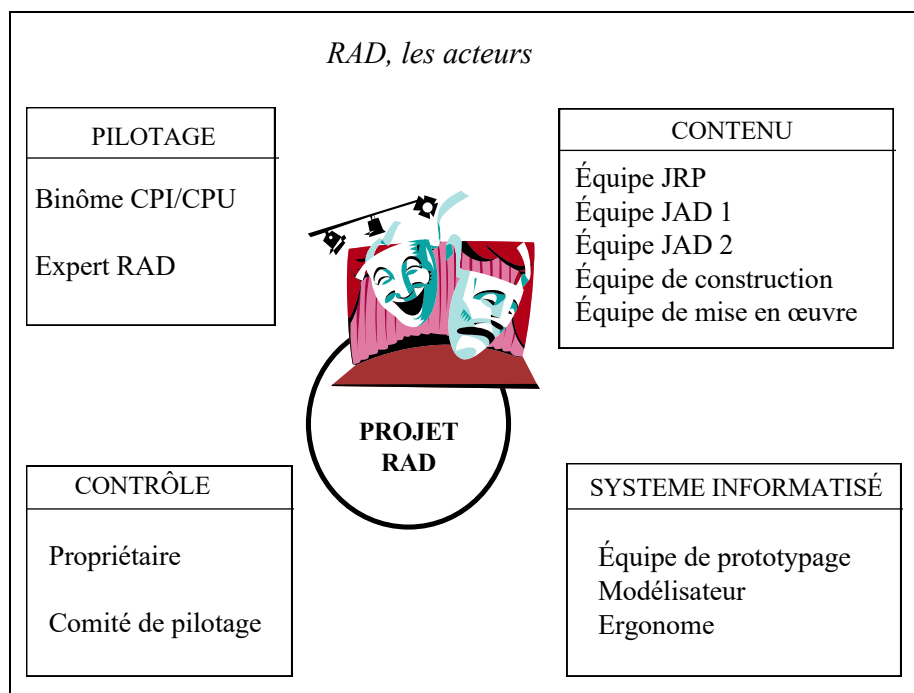 RAD, les acteurs
PILOTAGE
Binôme CPI/CPU
Expert RAD
CONTENU
Équipe JRP
Équipe JAD 1
Équipe JAD 2
Équipe de construction
Équipe de mise en œuvre
PROJET
RAD
CONTRÔLE
Propriétaire
Comité de pilotage
SYSTEME INFORMATISÉ
Équipe de prototypage
Modélisateur
Ergonome